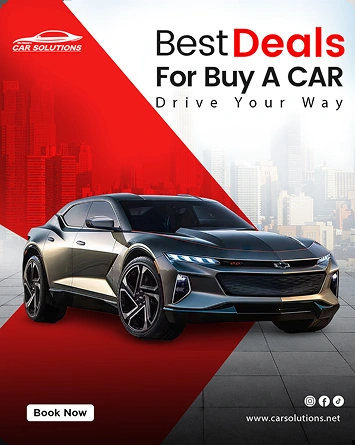 CAR SOLUTIONS
Best Deals
For Buy A CAR
Drive Your Way
Book Now
www.carsolutions.net